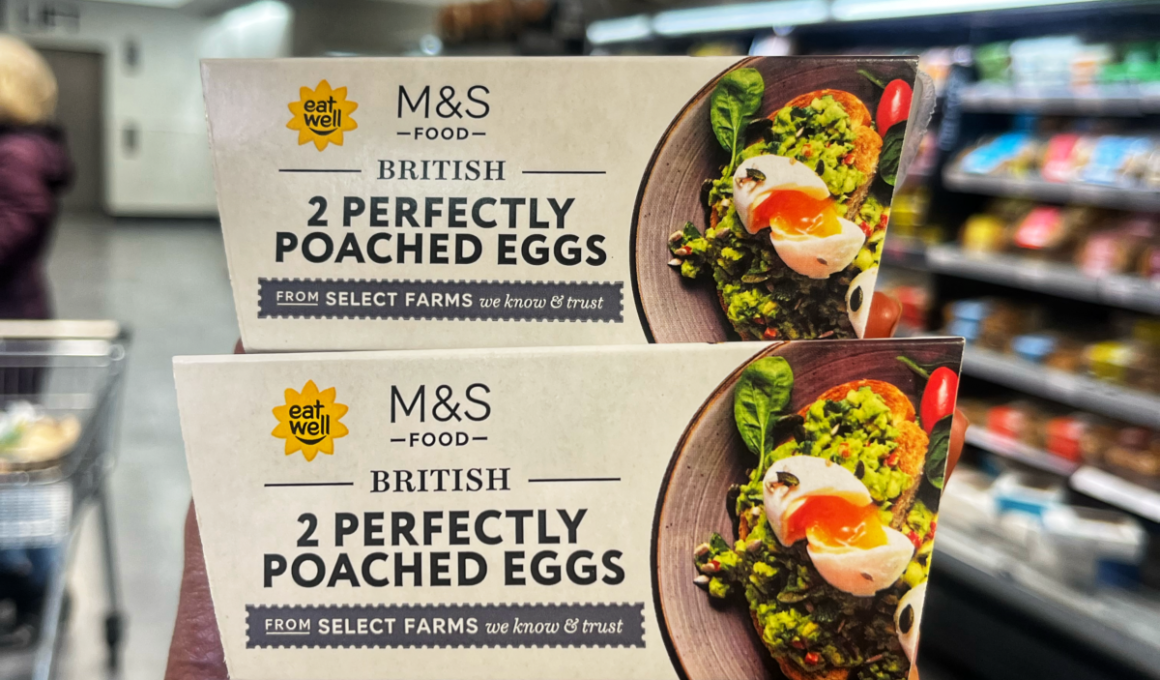 eat
well
M&S
FOOD
BRITISH
2 PERFECTLY
POACHED EGGS
FROM SELECT FARMS we know & trust
eat
well
M&S
FOOD
BRITISH
2 PERFECTLY
POACHED EGGS
FROM SELECT FARMS we know & trust